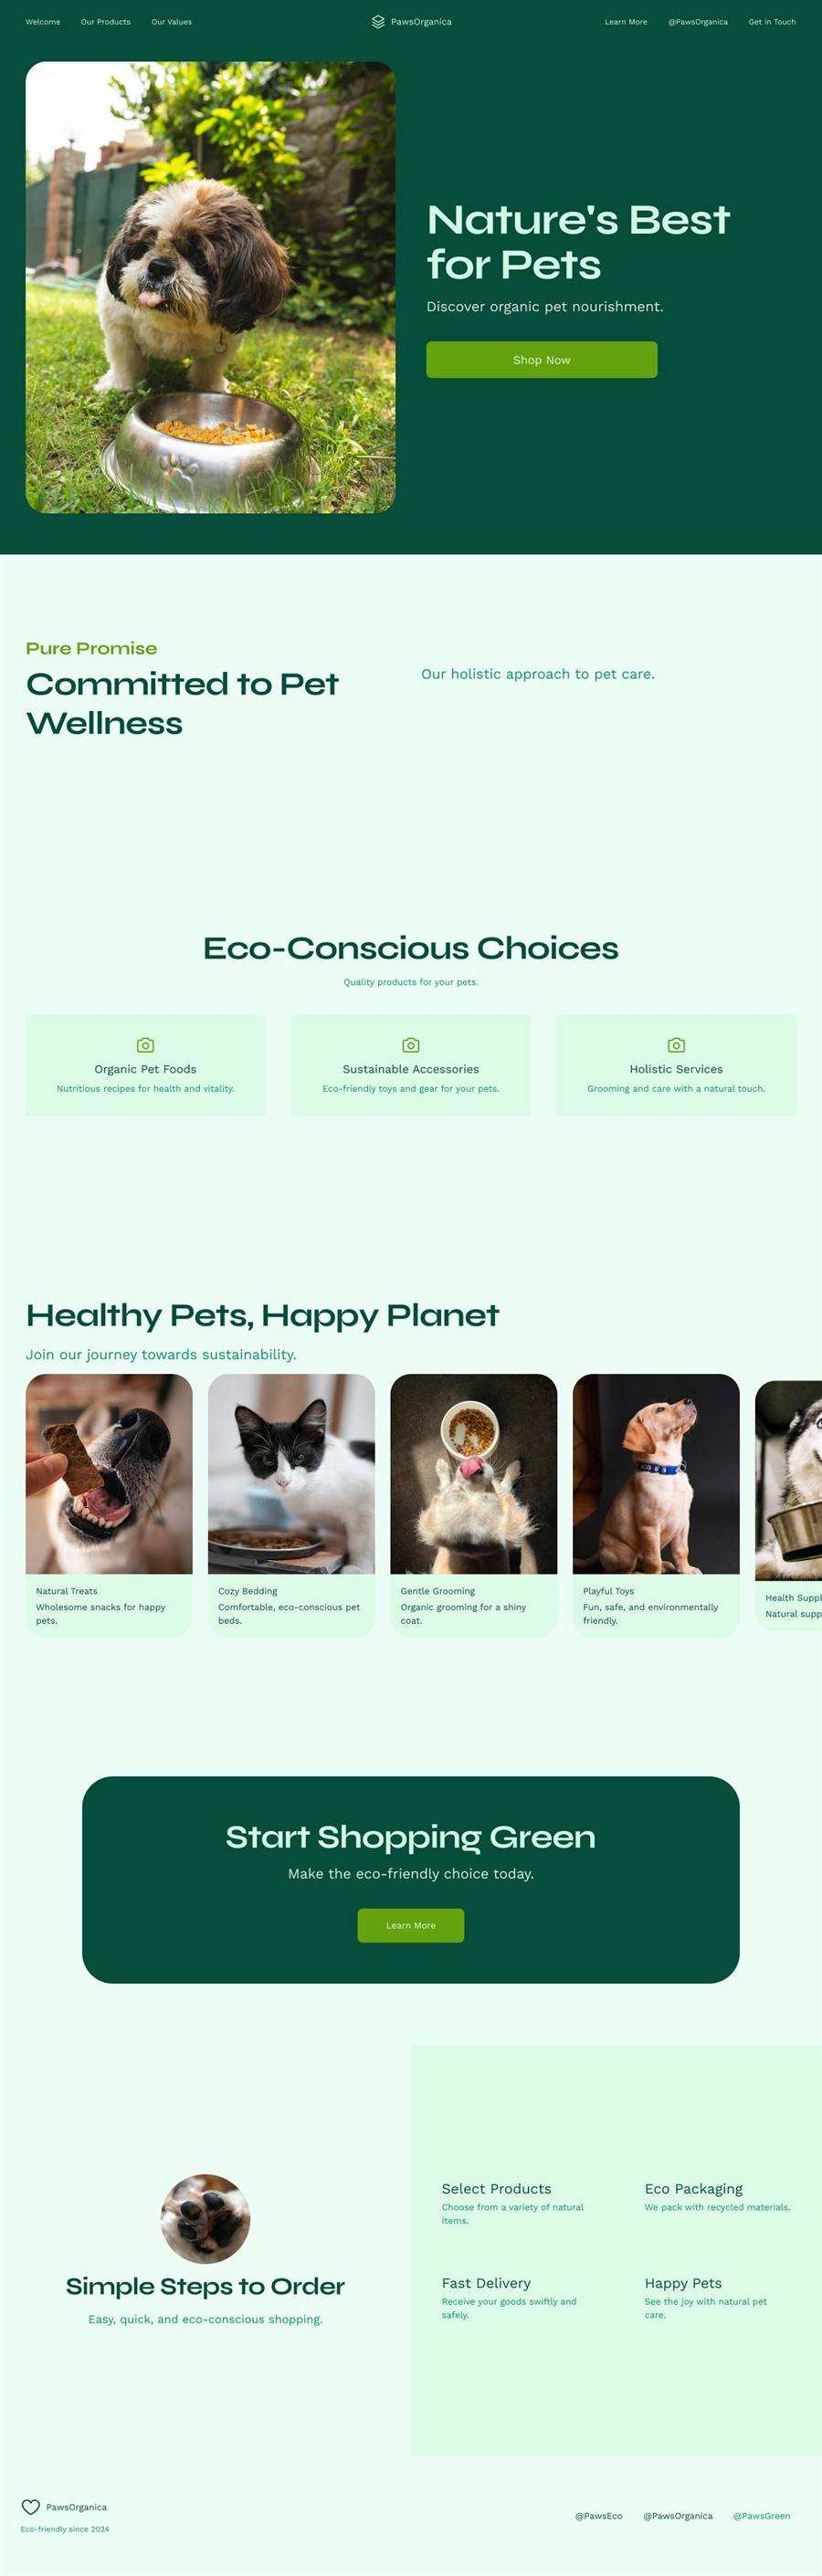 Welcome
Our Products
Our Values
PawsOrganica
Learn More
@PawsOrganica
Get in Touch
Nature's Best
for Pets
Discover organic pet nourishment.
Shop Now
Pure Promise
Committed to Pet
Wellness
Our holistic approach to pet care.
Eco-Conscious Choices
Quality products for your pets.
Organic Pet Foods
Nutritious recipes for health and vitality.
Sustainable Accessories
Eco-friendly toys and gear for your pets.
Holistic Services
Grooming and care with a natural touch.
Healthy Pets, Happy Planet
Join our journey towards sustainability.
Natural Treats
Wholesome snacks for happy
pets.
Cozy Bedding
Comfortable, eco-conscious pet
beds.
Gentle Grooming
Organic grooming for a shiny
coat.
Playful Toys
Fun, safe, and environmentally
friendly.
Health Suppl
Natural supp
Start Shopping Green
Make the eco-friendly choice today.
Learn More
Simple Steps to Order
Easy, quick, and eco-conscious shopping.
Select Products
Choose from a variety of natural
items.
Eco Packaging
We pack with recycled materials.
Fast Delivery
Receive your goods swiftly and
safely.
Happy Pets
See the joy with natural pet
care.
PawsOrganica
Eco-friendly since 2024
@PawsEco
@PawsOrganica
@PawsGreen